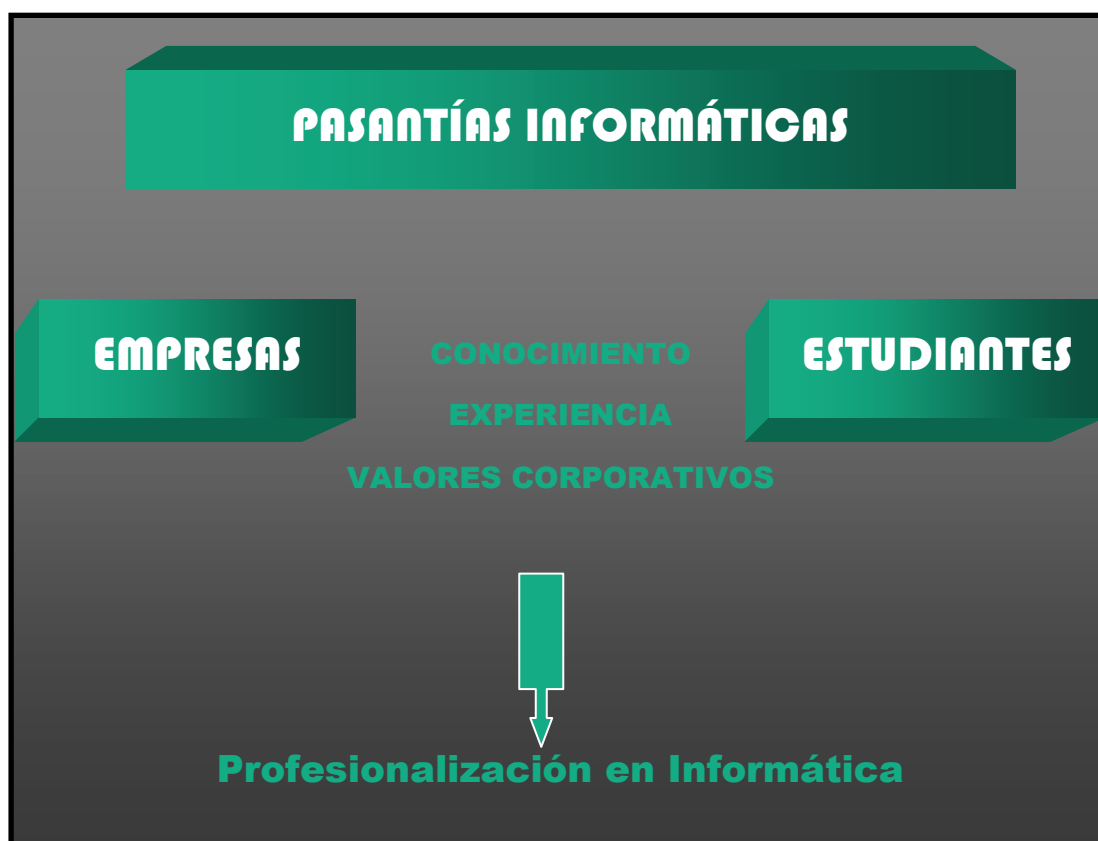 PASANTÍAS INFORMÁTICAS
EMPRESAS
CONOCIMIENTO
EXPERIENCIA
VALORES CORPORATIVOS
ESTUDIANTES
Profesionalización en Informática